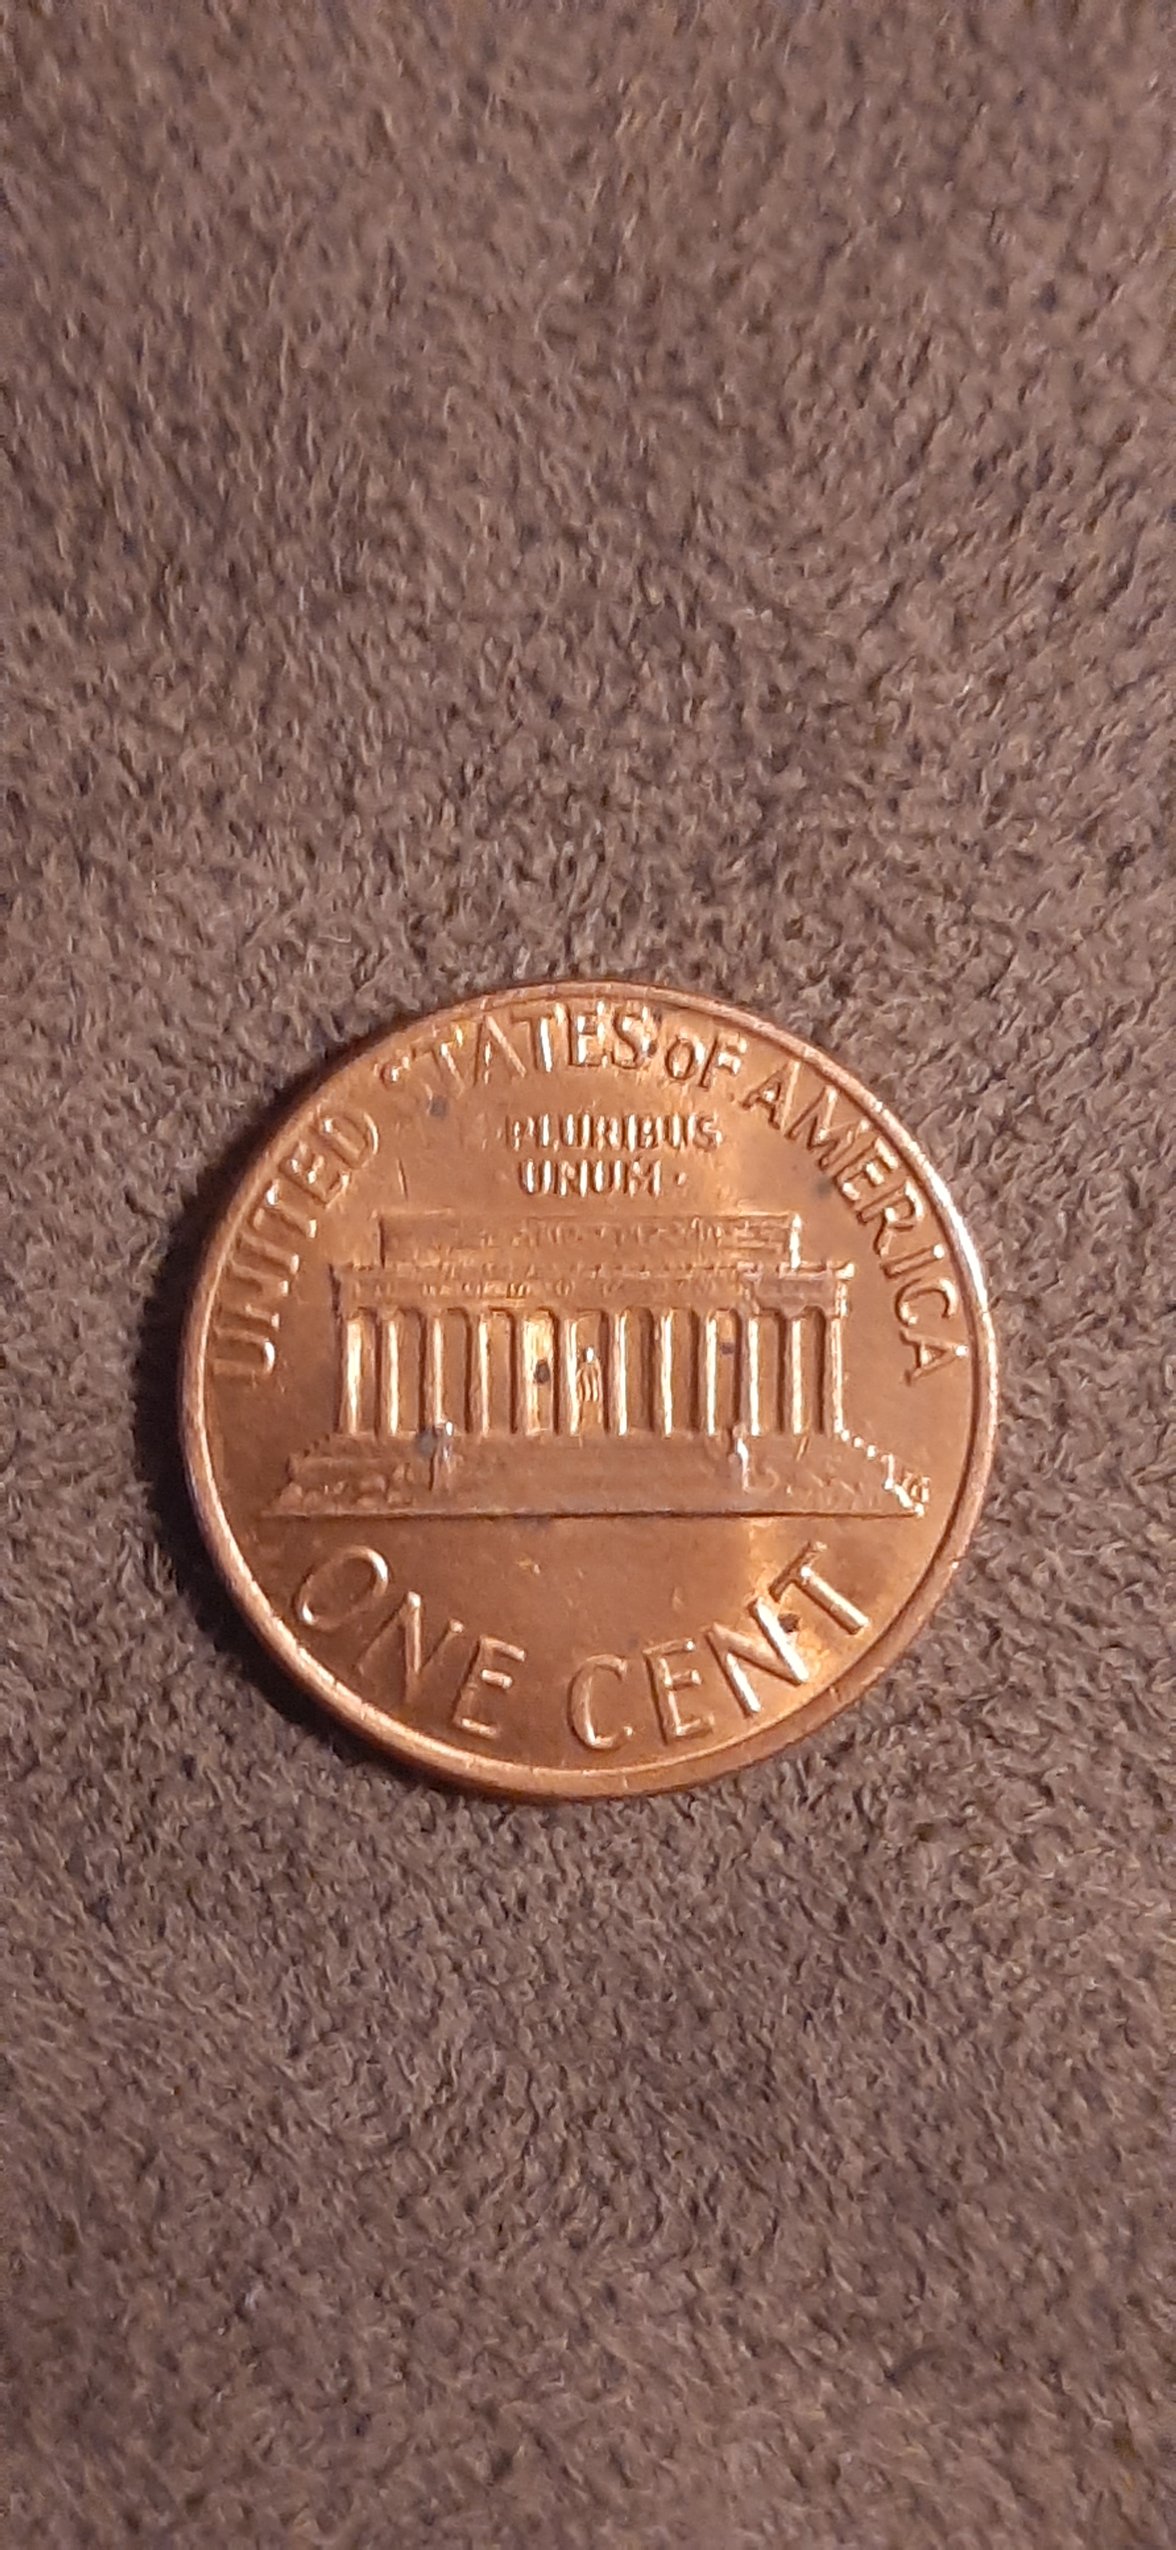 UNITED STATES OF AMERICA
PLURIBUS
UNUM·
ONE CENT